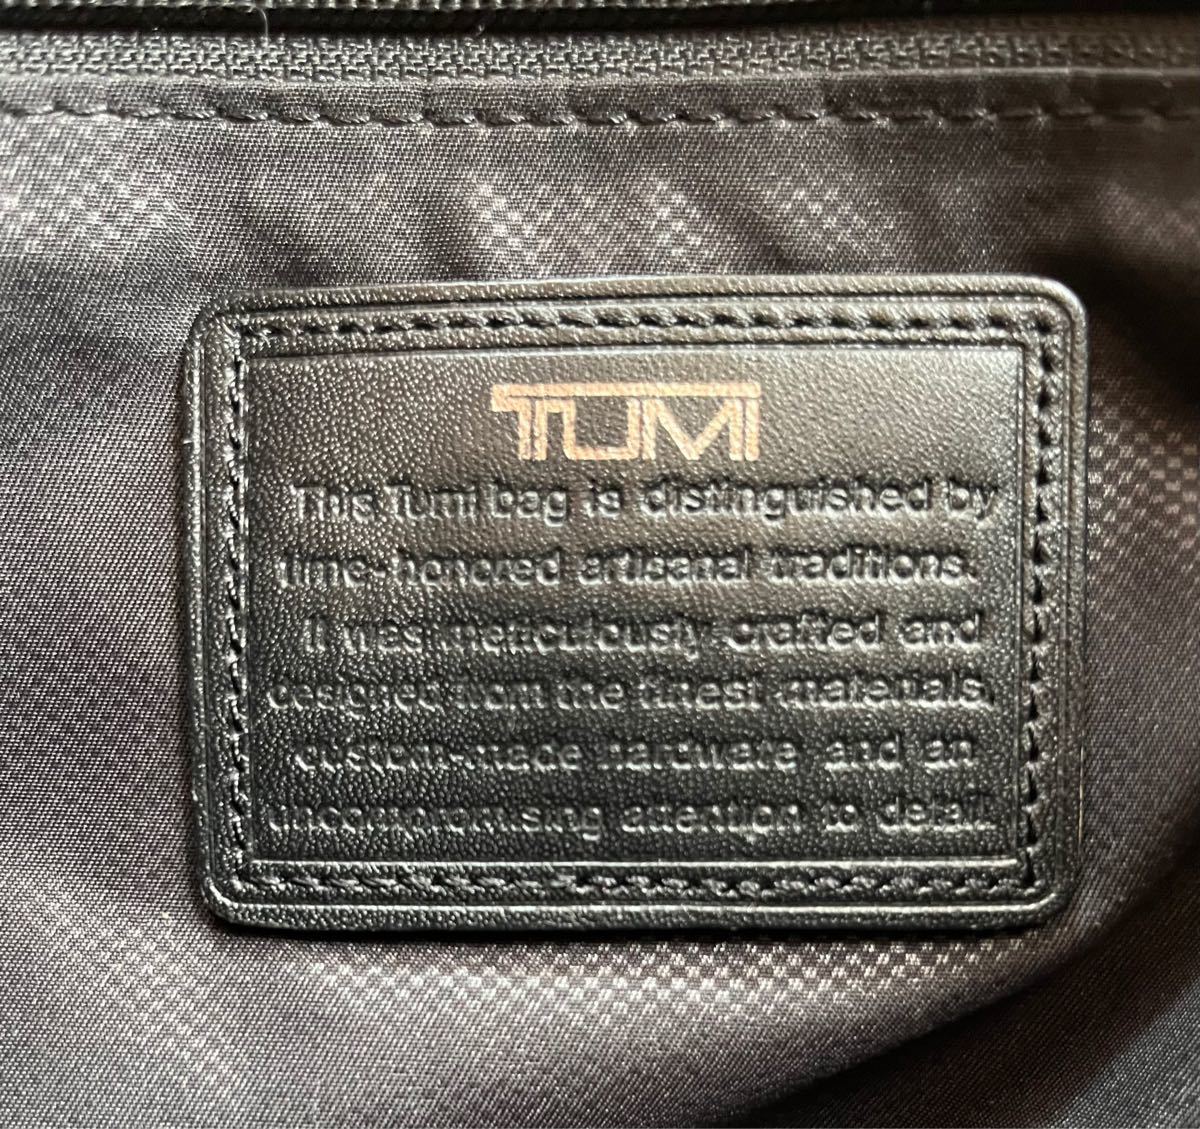 TUMI
This Tumi bag is distinguished by
time-honored artisanal traditions.
It was meticulously crafted and
designed from the finest materials,
custom-made hardware and an
uncompromising attention to detail.